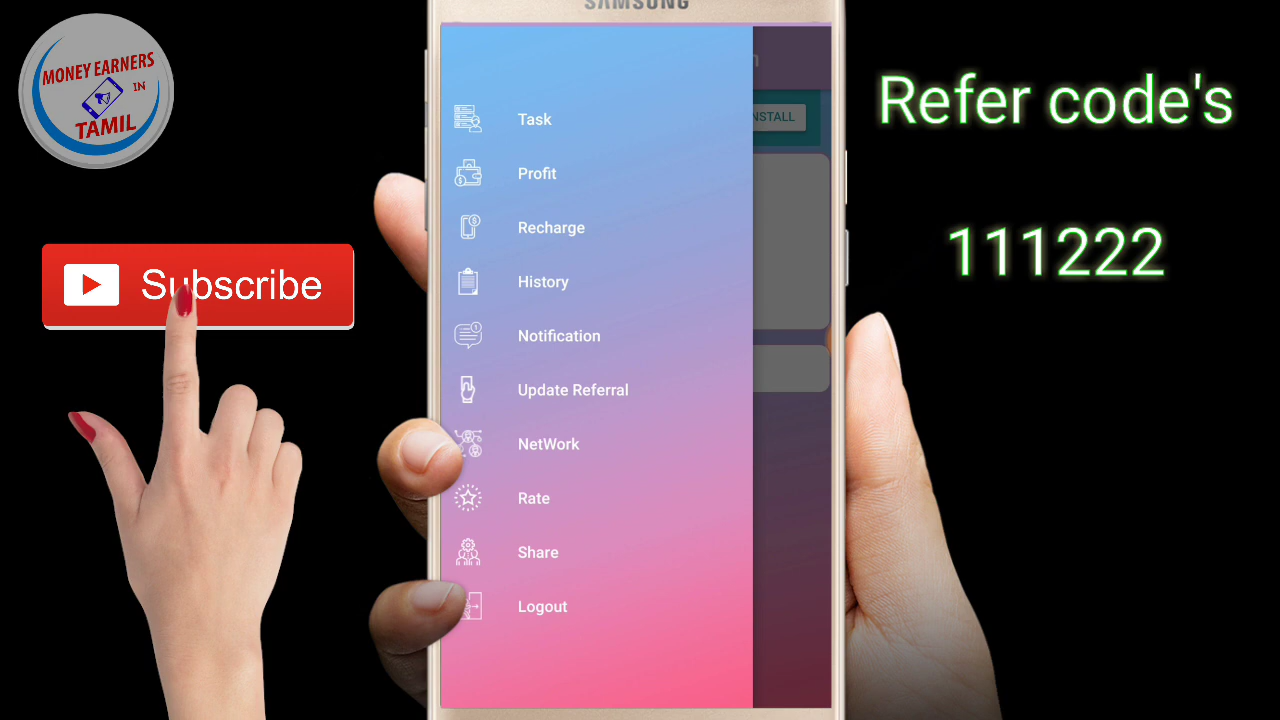 MONEY EARNERS
IN
TAMIL
Subscribe
SAMSUNG
Task
Profit
Recharge
History
Notification
Update Referral
NetWork
Rate
Share
Logout
Refer code's
111222